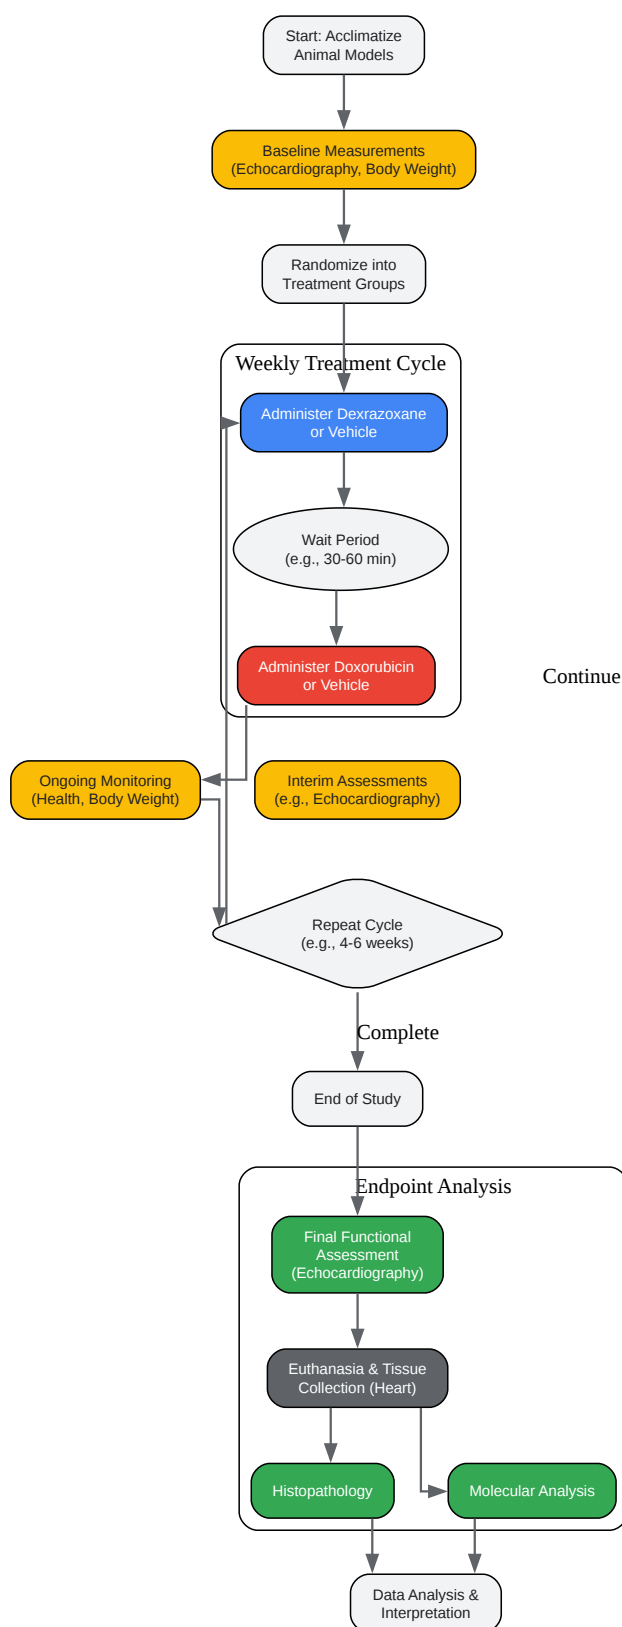 Start: Acclimatize
Animal Models
Baseline Measurements
(Echocardiography, Body Weight)
Randomize into
Treatment Groups
Weekly Treatment Cycle
Administer Dexrazoxane
or Vehicle
Wait Period
(e.g., 30-60 min)
Administer Doxorubicin
or Vehicle
Continue
Ongoing Monitoring
(Health, Body Weight)
Interim Assessments
(e.g., Echocardiography)
Repeat Cycle
(e.g., 4-6 weeks)
Complete
End of Study
Endpoint Analysis
Final Functional
Assessment
(Echocardiography)
Euthanasia & Tissue
Collection (Heart)
Histopathology
Molecular Analysis
Data Analysis &
Interpretation